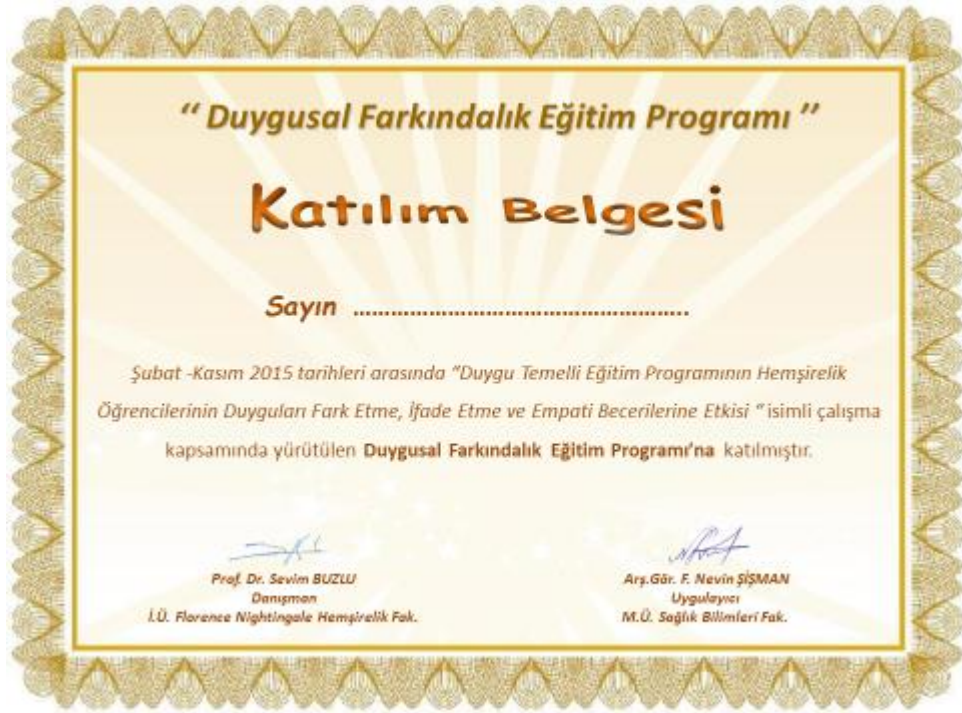 “ Duygusal Farkındalık Eğitim Programı ”
Katılım Belgesi
Sayın ........................................................
Şubat -Kasım 2015 tarihleri arasında “Duygu Temelli Eğitim Programının Hemşirelik
Öğrencilerinin Duyguları Fark Etme, İfade Etme ve Empati Becerilerine Etkisi “ isimli çalışma
kapsamında yürütülen Duygusal Farkındalık Eğitim Programı’na katılmıştır.
Prof. Dr. Sevim BUZLU
Danışman
İ.Ü. Florence Nightingale Hemşirelik Fak.
Arş.Gör. F. Nevin ŞİŞMAN
Uygulayıcı
M.Ü. Sağlık Bilimleri Fak.